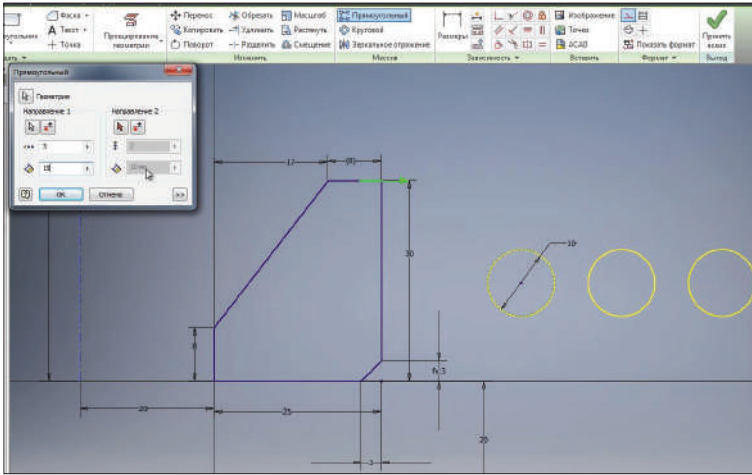 Фаска
Перенос
Обрезать
Масштаб
Прямоугольный
Изображение
А Текст
Проецирование геометрии
Копировать
Удлинить
Растянуть
Круговой
Размеры
Точки
Принять эскиз
+ Точка
Поворот
Разделить
Смещение
Зеркальное отражение
ACAD
Показать формат
Изменить
Массив
Зависимость
Вставить
Формат
Выход
Прямоугольный
Геометрия
Направление 1
Направление 2
OK
Отмена
>>
17
(8)
10
30
8
fx:3
20
25
3
20